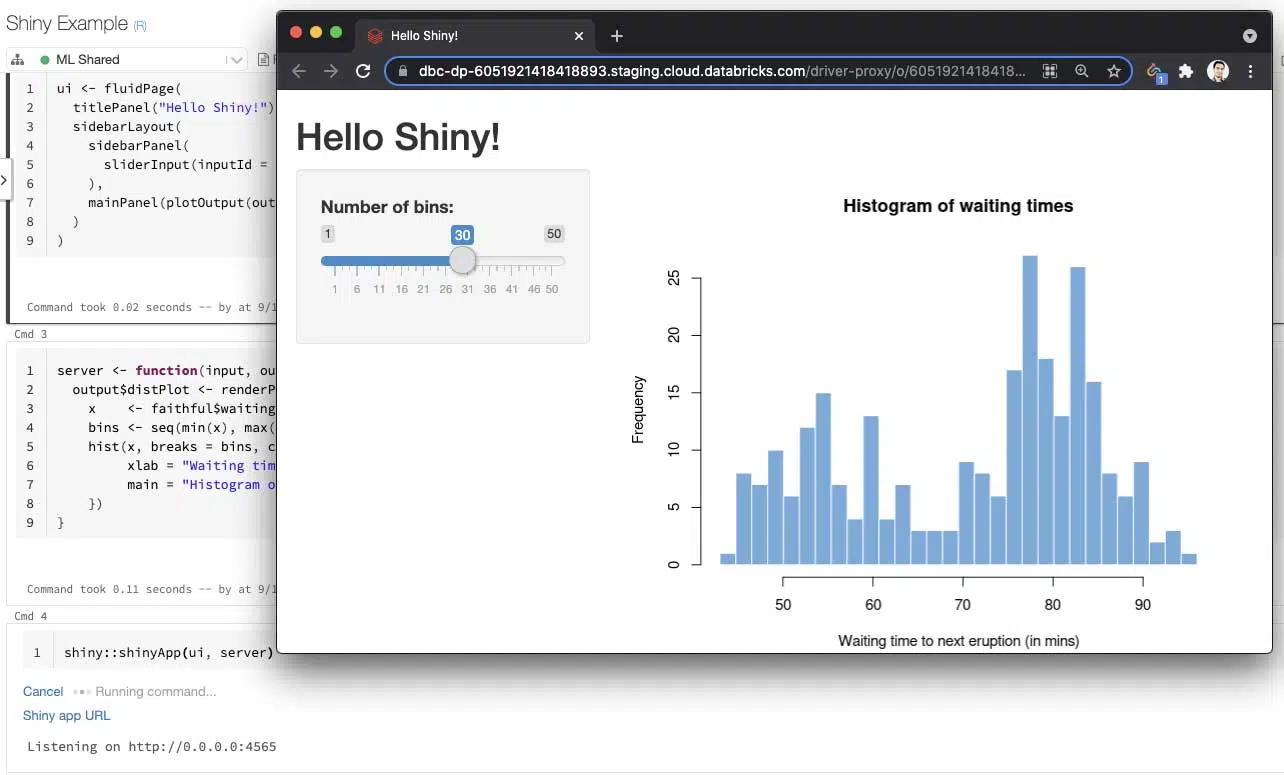 Shiny Example (R)
ML Shared
1 ui <- fluidPage(
2 titlePanel("Hello Shiny!")
3 sidebarLayout(
4 sidebarPanel(
5 sliderInput(inputId =
6 ),
7 mainPanel(plotOutput(out
8 )
9 )
Command took 0.02 seconds -- by at 9/1
Cmd 3
1 server <- function(input, ou
2 output$distPlot <- renderP
3 x <- faithful$waiting
4 bins <- seq(min(x), max(
5 hist(x, breaks = bins, c
6 xlab = "Waiting tim
7 main = "Histogram o
8 })
9 }
Command took 0.11 seconds -- by at 9/1
Cmd 4
1 shiny::shinyApp(ui, server)
Cancel Running command...
Shiny app URL
Listening on http://0.0.0.0:4565
Hello Shiny!
dbc-dp-6051921418418893.staging.cloud.databricks.com/driver-proxy/o/6051921418418...
1
Hello Shiny!
Number of bins:
1 30 50
1 6 11 16 21 26 31 36 41 46 50
Histogram of waiting times
Frequency
25
20
15
10
5
0
50 60 70 80 90
Waiting time to next eruption (in mins)